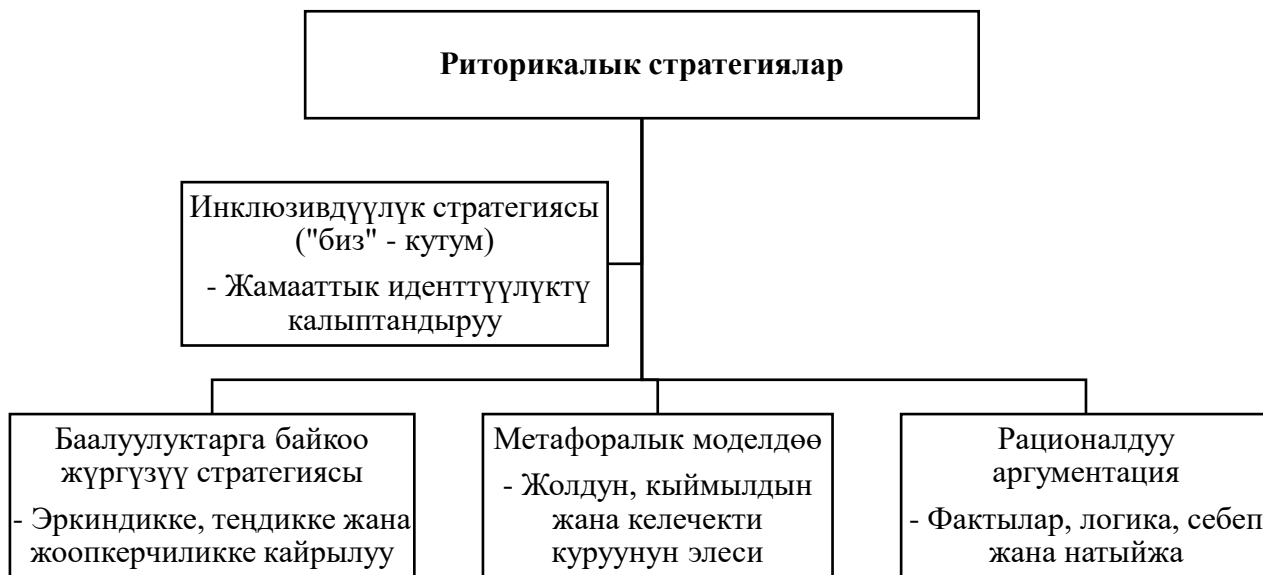 Риторикалык стратегиялар
Инклюзивдүүлүк стратегиясы
("биз" - кутум)
- Жамааттык иденттүүлүктү
калыптандыруу
Баалуулуктарга байкоо
жүргүзүү стратегиясы
- Эркиндикке, теңдикке жана
жоопкерчиликке кайрылуу
Метафоралык моделдөө
- Жолдун, кыймылдын
жана келечекти
куруунун элеси
Рационалдуу
аргументация
- Фактылар, логика, себеп
жана натыйжа